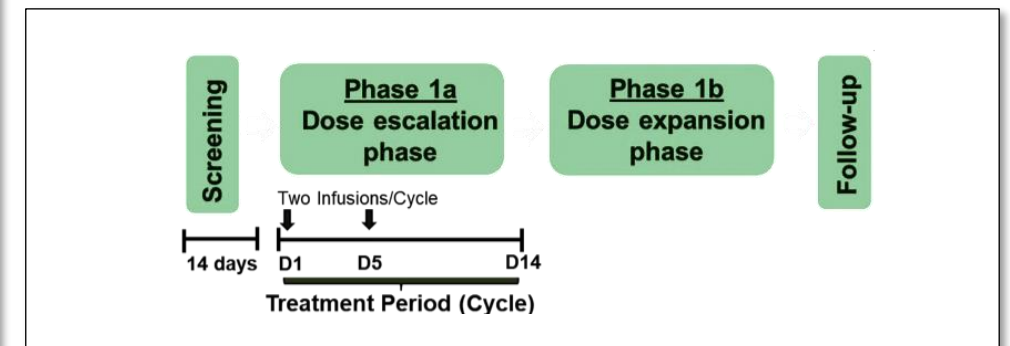 Screening
Phase 1a
Dose escalation
phase
Phase 1b
Dose expansion
phase
Follow-up
Two Infusions/Cycle
14 days
D1
D5
D14
Treatment Period (Cycle)